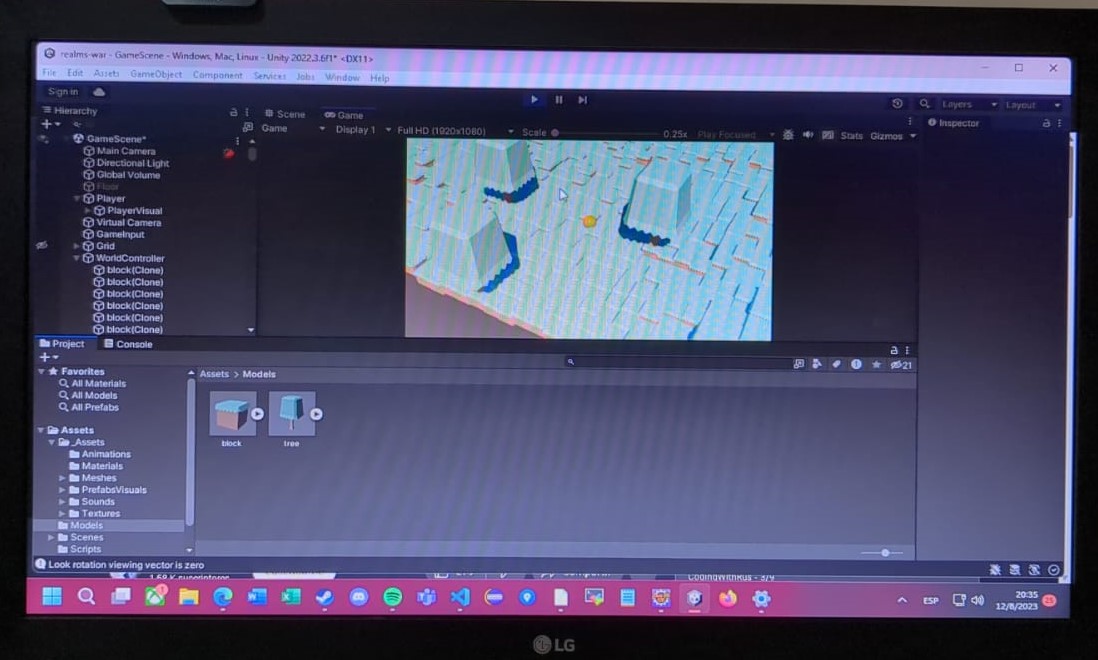 realms-war - GameScene - Windows, Mac, Linux - Unity 2022.3.6f1* <DX11>
File Edit Assets GameObject Component Services Jobs Window Help
Sign in
Layers Layout
Hierarchy
Scene Game
Inspector
Game Display 1 Full HD (1920x1080) Scale 0.25x Play Focused Stats Gizmos
GameScene*
Main Camera
Directional Light
Global Volume
Floor
Player
PlayerVisual
Virtual Camera
GameInput
Grid
WorldController
block(Clone)
block(Clone)
block(Clone)
block(Clone)
block(Clone)
block(Clone)
Project Console
21
Favorites
All Materials
All Models
All Prefabs
Assets
_Assets
Animations
Materials
Meshes
PrefabsVisuals
Sounds
Textures
Models
Scenes
Scripts
Assets > Models
block tree
Look rotation viewing vector is zero
ESP
20:35
12/8/2023
LG